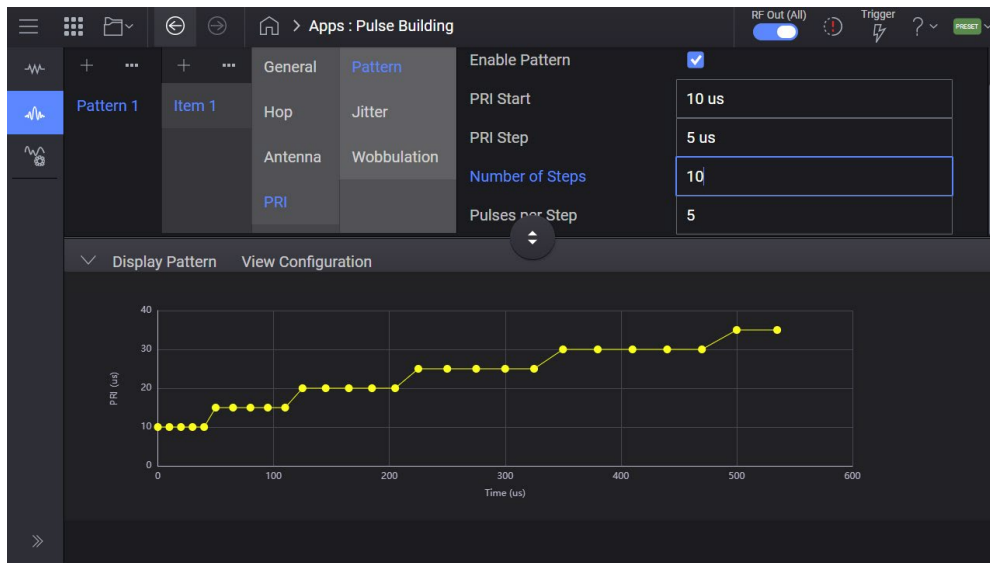 Apps : Pulse Building
RF Out (All)
Trigger
?
PRESET
Pattern 1
Item 1
General
Hop
Antenna
PRI
Pattern
Jitter
Wobbulation
Enable Pattern
PRI Start 10 us
PRI Step 5 us
Number of Steps 10
Pulses per Step 5
Display Pattern View Configuration
PRI (us)
40
30
20
10
0
0 100 200 300 400 500 600
Time (us)